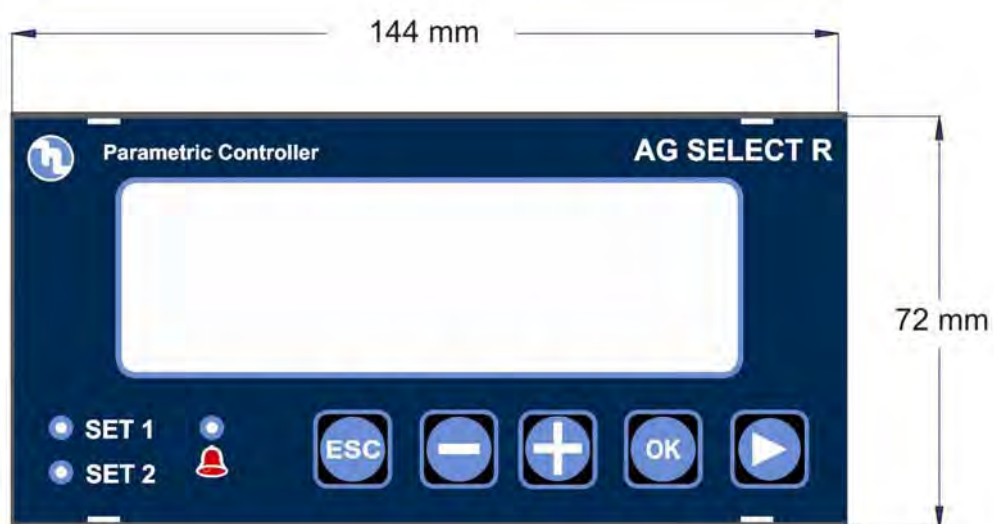 144 mm
Parametric Controller
AG SELECT R
72 mm
SET 1
SET 2
ESC
OK